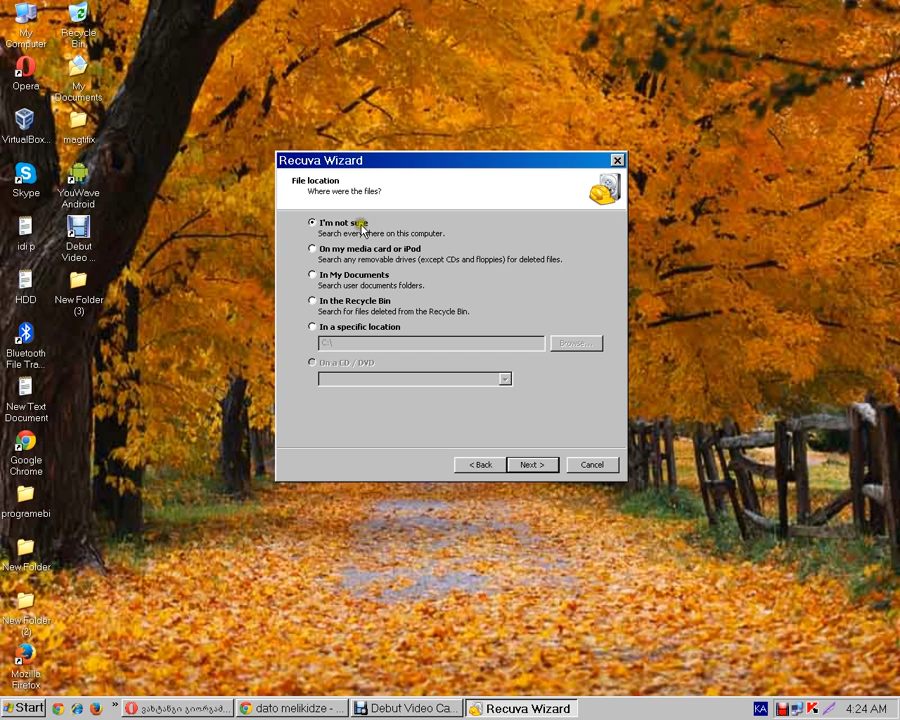 My
Computer
Recycle
Bin
Opera
My
Documents
VirtualBox...
magtifix
Skype
YouWave
Android
idi p
Debut
Video ...
HDD
New Folder
(3)
Bluetooth
File Tra...
New Text
Document
Google
Chrome
programebi
New Folder
New Folder
(2)
Mozilla
Firefox
Recuva Wizard
File location
Where were the files?
I'm not sure
Search everywhere on this computer.
On my media card or iPod
Search any removable drives (except CDs and floppies) for deleted files.
In My Documents
Search user documents folders.
In the Recycle Bin
Search for files deleted from the Recycle Bin.
In a specific location
C:\
Browse...
On a CD / DVD
< Back
Next >
Cancel
Start
»
ვახტანგი გიორგაძ...
dato melikidze - ...
Debut Video Ca...
Recuva Wizard
KA
4:24 AM